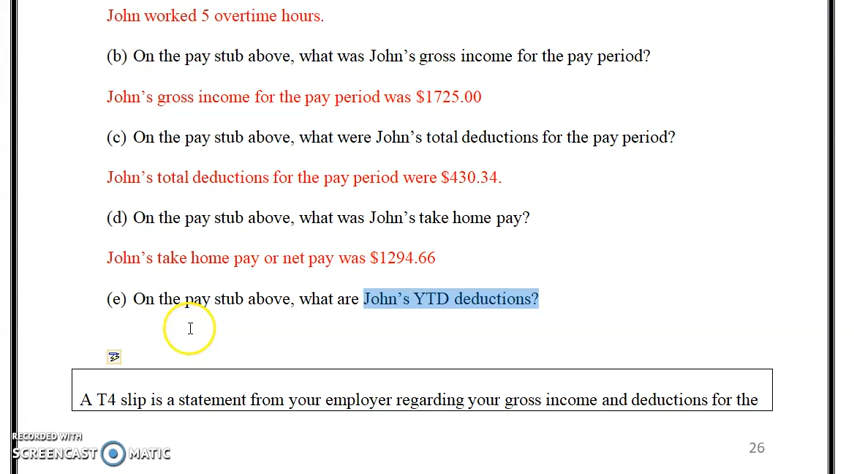 John worked 5 overtime hours.
(b) On the pay stub above, what was John's gross income for the pay period?
John's gross income for the pay period was $1725.00
(c) On the pay stub above, what were John's total deductions for the pay period?
John's total deductions for the pay period were $430.34.
(d) On the pay stub above, what was John's take home pay?
John's take home pay or net pay was $1294.66
(e) On the pay stub above, what are John's YTD deductions?
A T4 slip is a statement from your employer regarding your gross income and deductions for the
26
RECORDED WITH
SCREENCAST MATIC